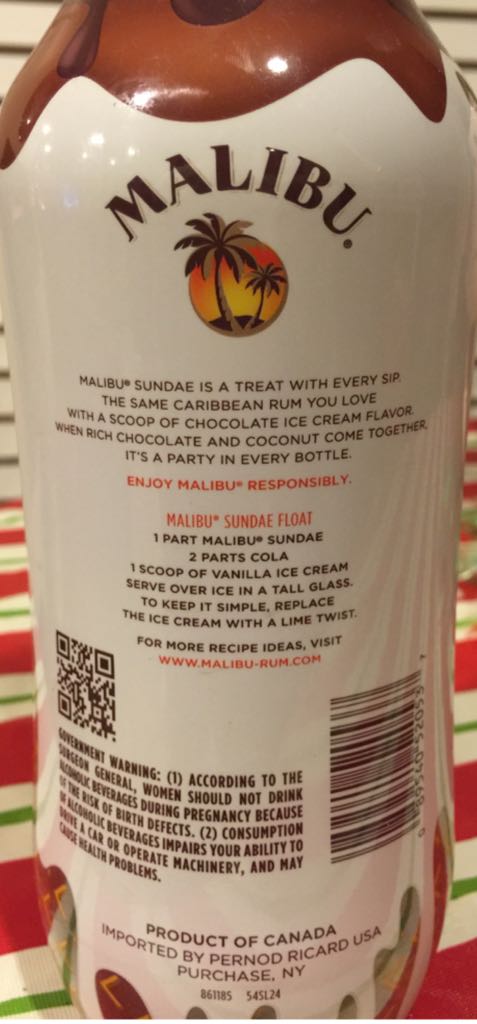 MALIBU®
MALIBU® SUNDAE IS A TREAT WITH EVERY SIP.
THE SAME CARIBBEAN RUM YOU LOVE
WITH A SCOOP OF CHOCOLATE ICE CREAM FLAVOR.
WHEN RICH CHOCOLATE AND COCONUT COME TOGETHER,
IT'S A PARTY IN EVERY BOTTLE.
ENJOY MALIBU® RESPONSIBLY.
MALIBU® SUNDAE FLOAT
1 PART MALIBU® SUNDAE
2 PARTS COLA
1 SCOOP OF VANILLA ICE CREAM
SERVE OVER ICE IN A TALL GLASS.
TO KEEP IT SIMPLE, REPLACE
THE ICE CREAM WITH A LIME TWIST.
FOR MORE RECIPE IDEAS, VISIT
WWW.MALIBU-RUM.COM
GOVERNMENT WARNING: (1) ACCORDING TO THE
SURGEON GENERAL, WOMEN SHOULD NOT DRINK
ALCOHOLIC BEVERAGES DURING PREGNANCY BECAUSE
OF THE RISK OF BIRTH DEFECTS. (2) CONSUMPTION
OF ALCOHOLIC BEVERAGES IMPAIRS YOUR ABILITY TO
DRIVE A CAR OR OPERATE MACHINERY, AND MAY
CAUSE HEALTH PROBLEMS.
0 89540 52053 7
PRODUCT OF CANADA
IMPORTED BY PERNOD RICARD USA
PURCHASE, NY
861185 54SL24